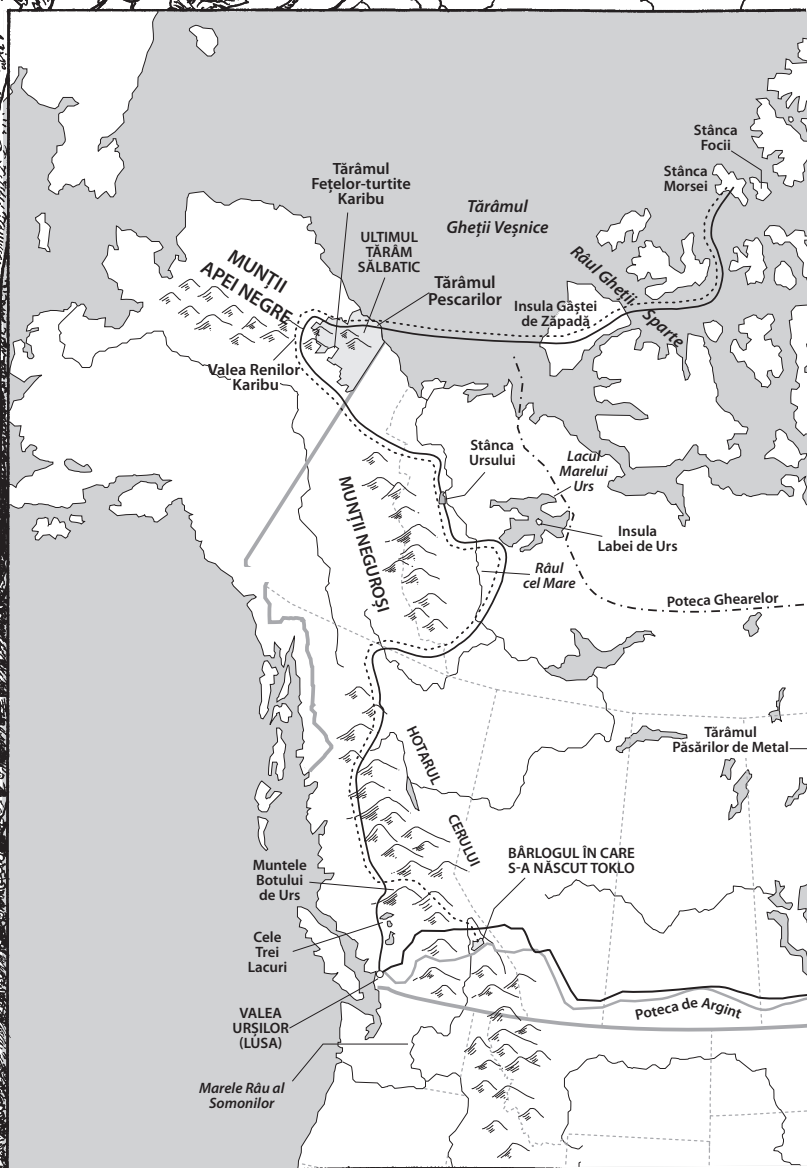 Stânca
Focii
Stânca
Morsei
Tărâmul
Fețelor-turtite
Karibu
Tărâmul
Gheții Veșnice
ULTIMUL
TĂRÂM
SĂLBATIC
MUNȚII
APEI NEGRE
Tărâmul
Pescarilor
Râul Gheții Sparte
Insula Gâștei
de Zăpadă
Valea Renilor
Karibu
Stânca
Ursului
Lacul
Marelui
Urs
MUNȚII NEGUROȘI
Insula
Labei de Urs
Râul
cel Mare
Poteca Ghearelor
HOTARUL
CERULUI
Tărâmul
Păsărilor de Metal
BÂRLOGUL ÎN CARE
S-A NĂSCUT TOKLO
Muntele
Botului
de Urs
Cele
Trei
Lacuri
VALEA
URȘILOR
(LUSA)
Poteca de Argint
Marele Râu al
Somonilor